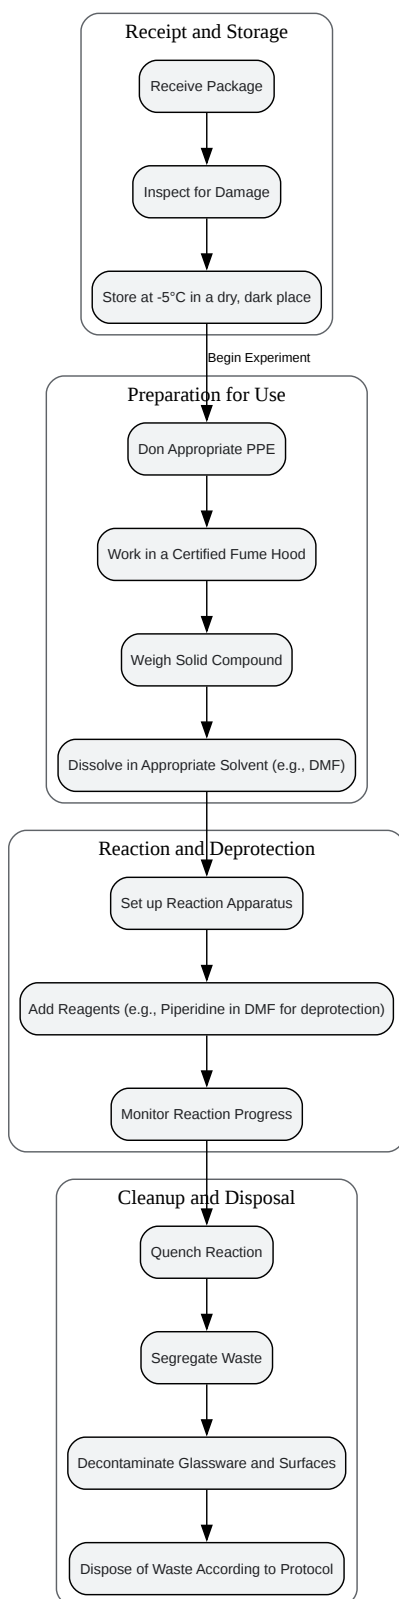 Receipt and Storage
Receive Package
Inspect for Damage
Store at -5°C in a dry, dark place
Begin Experiment
Preparation for Use
Don Appropriate PPE
Work in a Certified Fume Hood
Weigh Solid Compound
Dissolve in Appropriate Solvent (e.g., DMF)
Reaction and Deprotection
Set up Reaction Apparatus
Add Reagents (e.g., Piperidine in DMF for deprotection)
Monitor Reaction Progress
Cleanup and Disposal
Quench Reaction
Segregate Waste
Decontaminate Glassware and Surfaces
Dispose of Waste According to Protocol